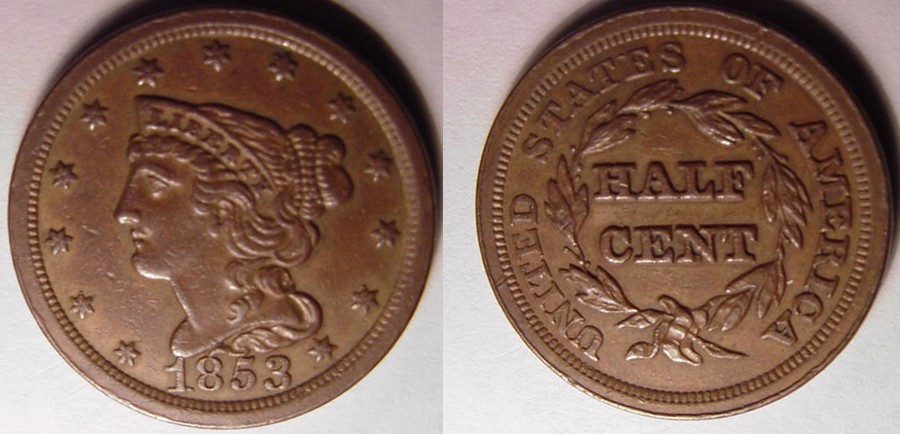 LIBERTY
1853
UNITED STATES OF AMERICA
HALF
CENT